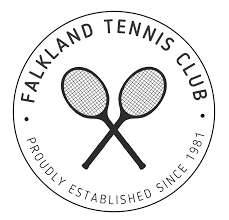 · FALKLAND TENNIS CLUB ·
PROUDLY ESTABLISHED SINCE 1981